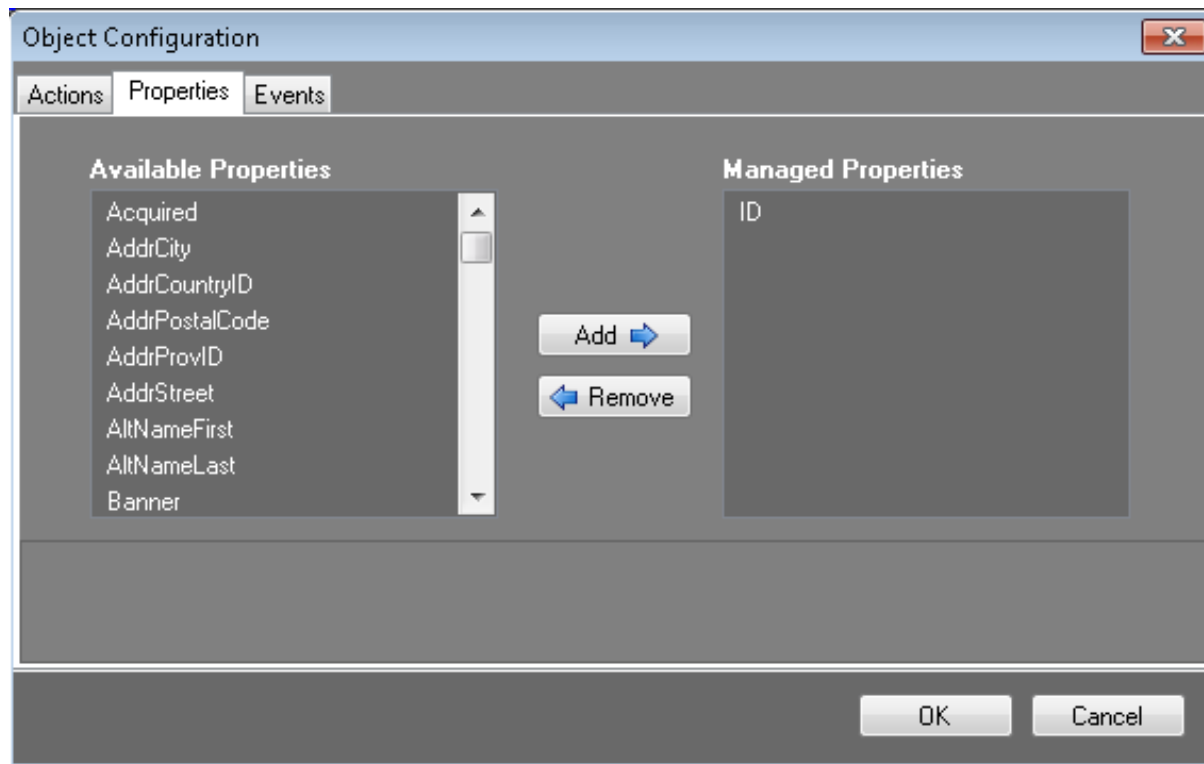 Object Configuration
Actions Properties Events
Available Properties Managed Properties
Acquired ID
AddrCity
AddrCountryID
AddrPostalCode
AddrProvID
AddrStreet
AltNameFirst
AltNameLast
Banner
Add
Remove
OK Cancel